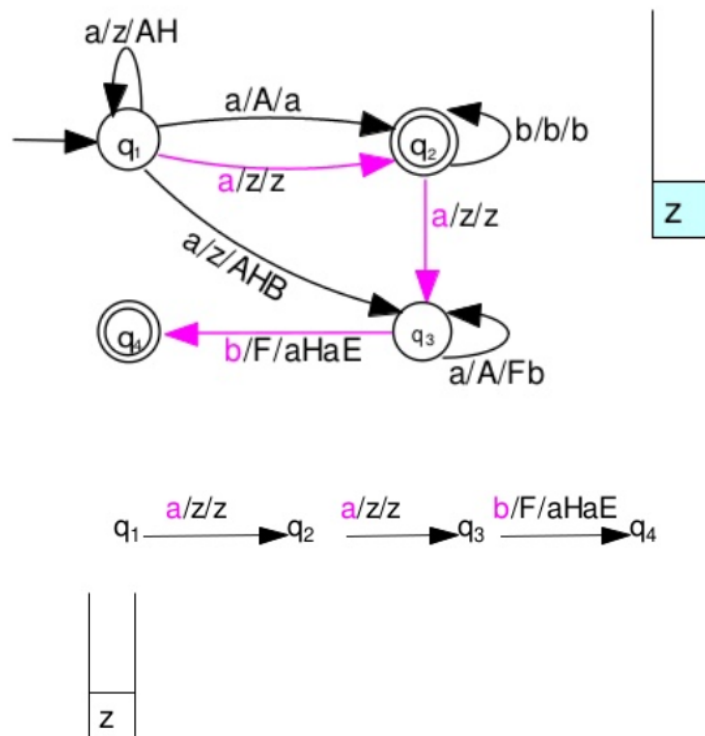 a/z/AH
a/A/a
q1
q2
b/b/b
a/z/z
z
a/z/z
a/z/AHB
q4
q3
b/F/aHaE
a/A/Fb
a/z/z
a/z/z
b/F/aHaE
q1
q2
q3
q4
z